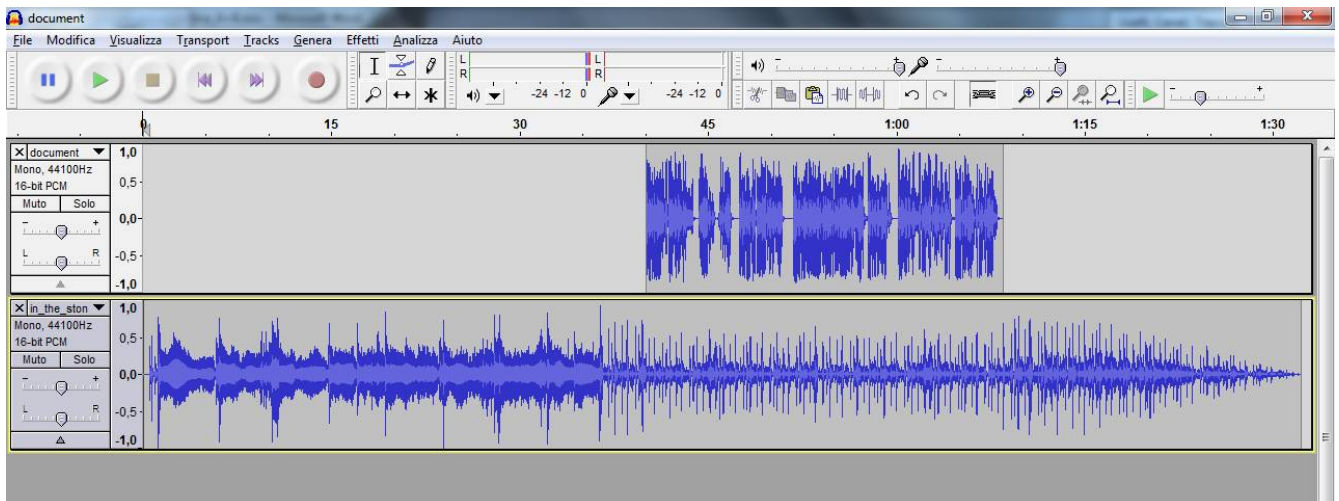 document
File Modifica Visualizza Transport Tracks Genera Effetti Analizza Aiuto
L
R
-24 -12 0
L
R
-24 -12 0
0 15 30 45 1:00 1:15 1:30
document
Mono, 44100Hz
16-bit PCM
Muto Solo
- +
L R
1,0
0,5
0,0
-0,5
-1,0
in_the_ston
Mono, 44100Hz
16-bit PCM
Muto Solo
- +
L R
1,0
0,5
0,0
-0,5
-1,0